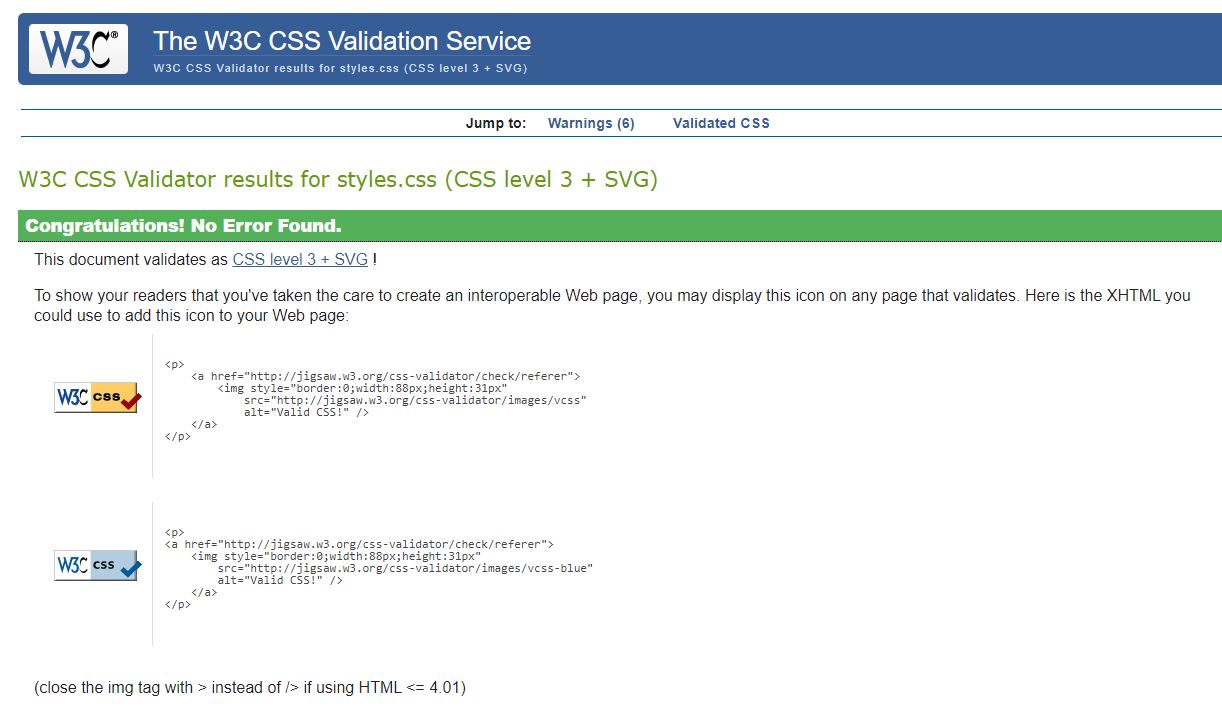 W3C®
The W3C CSS Validation Service
W3C CSS Validator results for styles.css (CSS level 3 + SVG)
Jump to: Warnings (6) Validated CSS
W3C CSS Validator results for styles.css (CSS level 3 + SVG)
Congratulations! No Error Found.
This document validates as CSS level 3 + SVG !
To show your readers that you've taken the care to create an interoperable Web page, you may display this icon on any page that validates. Here is the XHTML you
could use to add this icon to your Web page:
W3C css
<p>
    <a href="http://jigsaw.w3.org/css-validator/check/referer">
        <img style="border:0;width:88px;height:31px"
            src="http://jigsaw.w3.org/css-validator/images/vcss"
            alt="Valid CSS!" />
    </a>
</p>
W3C css
<p>
<a href="http://jigsaw.w3.org/css-validator/check/referer">
    <img style="border:0;width:88px;height:31px"
        src="http://jigsaw.w3.org/css-validator/images/vcss-blue"
        alt="Valid CSS!" />
    </a>
</p>
(close the img tag with > instead of /> if using HTML <= 4.01)